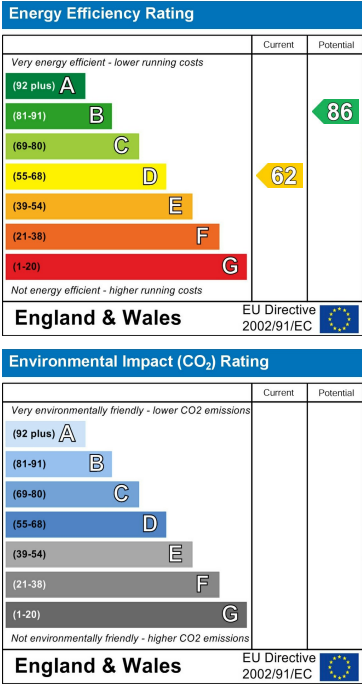 Energy Efficiency Rating
Current Potential
Very energy efficient - lower running costs
(92 plus) A
(81-91) B
86
(69-80) C
(55-68) D
62
(39-54) E
(21-38) F
(1-20) G
Not energy efficient - higher running costs
England & Wales
EU Directive
2002/91/EC
Environmental Impact (CO₂) Rating
Current Potential
Very environmentally friendly - lower CO2 emissions
(92 plus) A
(81-91) B
(69-80) C
(55-68) D
(39-54) E
(21-38) F
(1-20) G
Not environmentally friendly - higher CO2 emissions
England & Wales
EU Directive
2002/91/EC